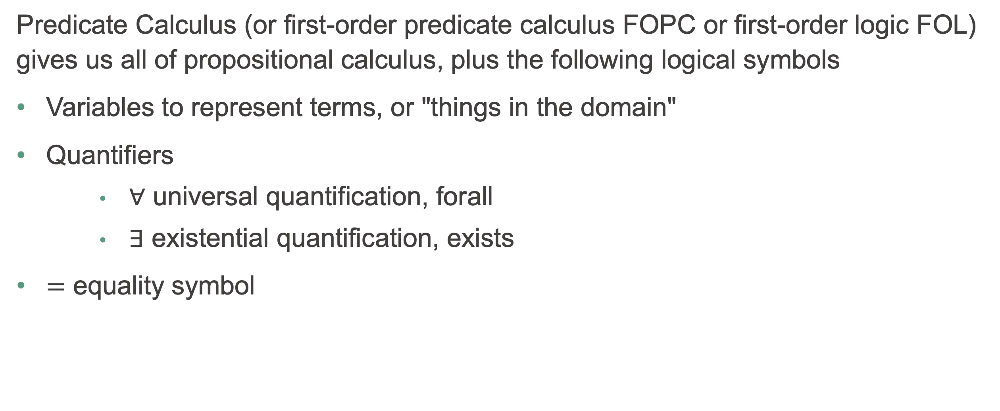 Predicate Calculus (or first-order predicate calculus FOPC or first-order logic FOL)
gives us all of propositional calculus, plus the following logical symbols
• Variables to represent terms, or "things in the domain"
• Quantifiers
• ∀ universal quantification, forall
• ∃ existential quantification, exists
• = equality symbol